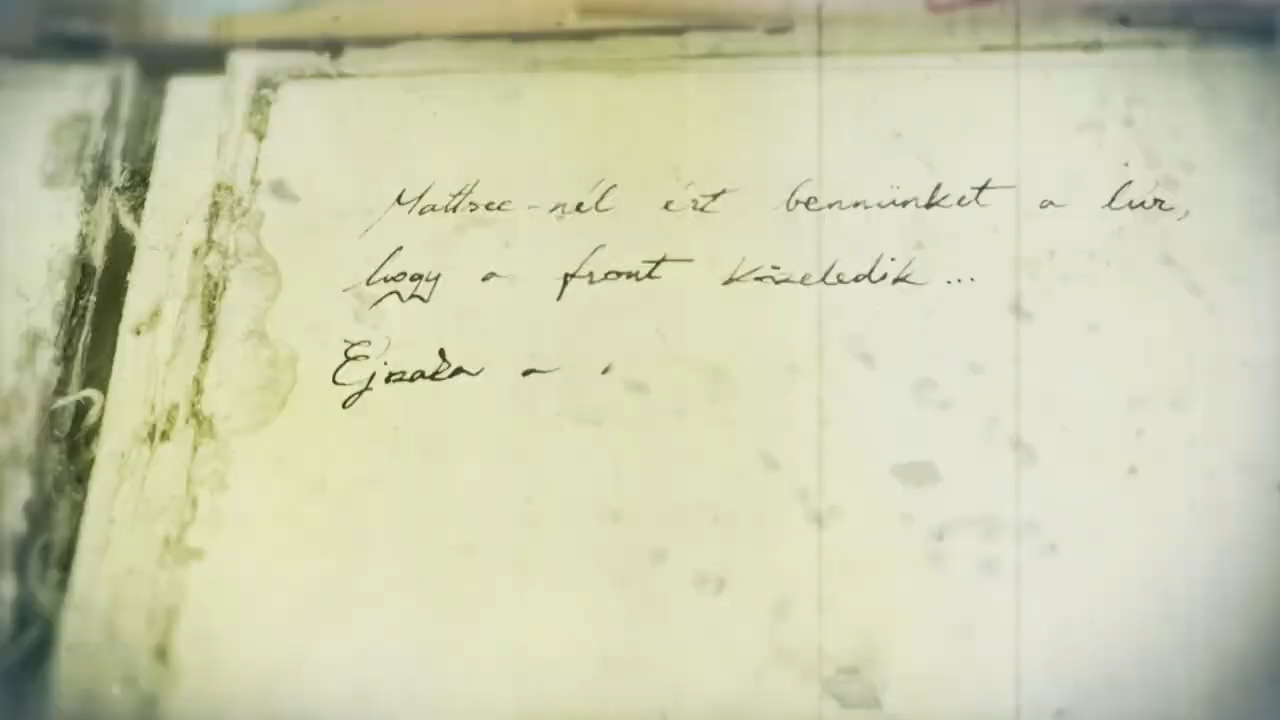 Mattsee-nél ért bennünket a hír,
hogy a front közeledik...
Éjszaka a